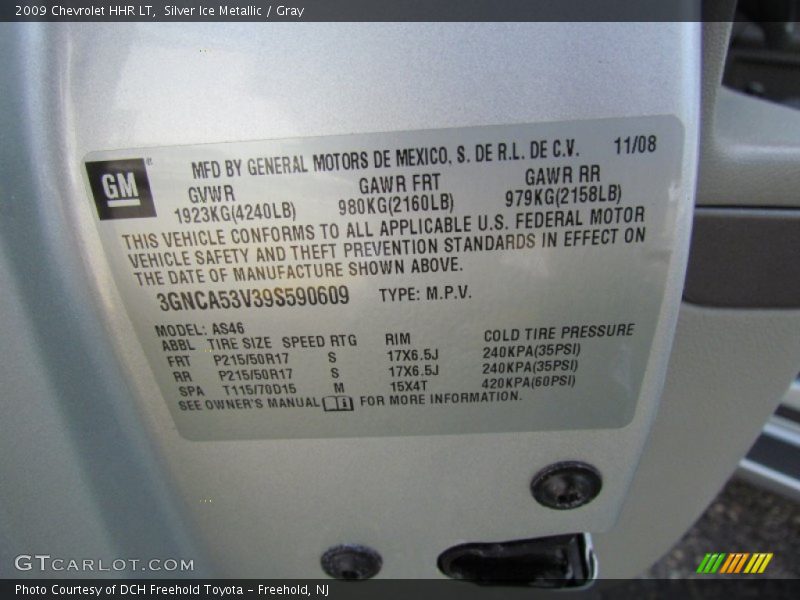 2009 Chevrolet HHR LT,  Silver Ice Metallic / Gray
GM
MFD BY GENERAL MOTORS DE MEXICO, S. DE R.L. DE C.V. 11/08
GVWR GAWR FRT GAWR RR
1923KG(4240LB) 980KG(2160LB) 979KG(2158LB)
THIS VEHICLE CONFORMS TO ALL APPLICABLE U.S. FEDERAL MOTOR
VEHICLE SAFETY AND THEFT PREVENTION STANDARDS IN EFFECT ON
THE DATE OF MANUFACTURE SHOWN ABOVE.
3GNCA53V39S590609 TYPE: M.P.V.
MODEL: AS46
ABBL TIRE SIZE SPEED RTG RIM COLD TIRE PRESSURE
FRT P215/50R17 S 17X6.5J 240KPA(35PSI)
RR P215/50R17 S 17X6.5J 240KPA(35PSI)
SPA T115/70D15 M 15X4T 420KPA(60PSI)
SEE OWNER'S MANUAL FOR MORE INFORMATION.
GTCARLOT.COM
Photo Courtesy of DCH Freehold Toyota – Freehold, NJ